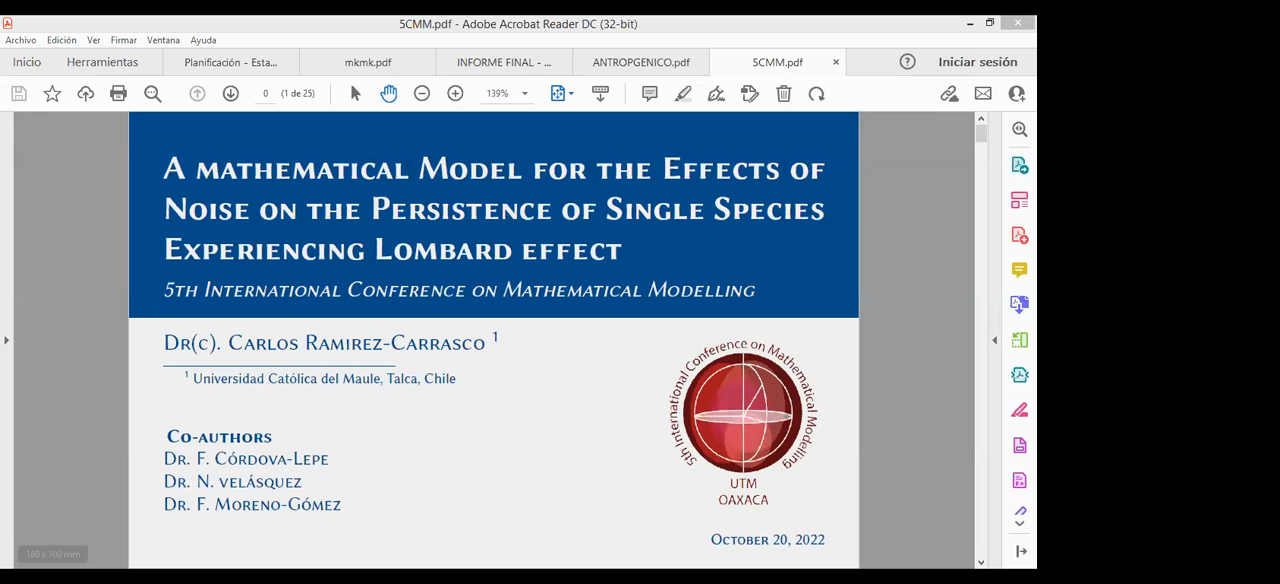 5CMM.pdf - Adobe Acrobat Reader DC (32-bit)
Archivo Edición Ver Firmar Ventana Ayuda
Inicio Herramientas Planificación - Esta... mkmk.pdf INFORME FINAL - ... ANTROPGENICO.pdf 5CMM.pdf × Iniciar sesión
0 (1 de 25) 139%
A MATHEMATICAL MODEL FOR THE EFFECTS OF
NOISE ON THE PERSISTENCE OF SINGLE SPECIES
EXPERIENCING LOMBARD EFFECT
5TH INTERNATIONAL CONFERENCE ON MATHEMATICAL MODELLING
DR(C). CARLOS RAMIREZ-CARRASCO 1
1 Universidad Católica del Maule, Talca, Chile
CO-AUTHORS
DR. F. CÓRDOVA-LEPE
DR. N. VELÁSQUEZ
DR. F. MORENO-GÓMEZ
5th International Conference on Mathematical Modelling
UTM
OAXACA
OCTOBER 20, 2022
160 x 100 mm